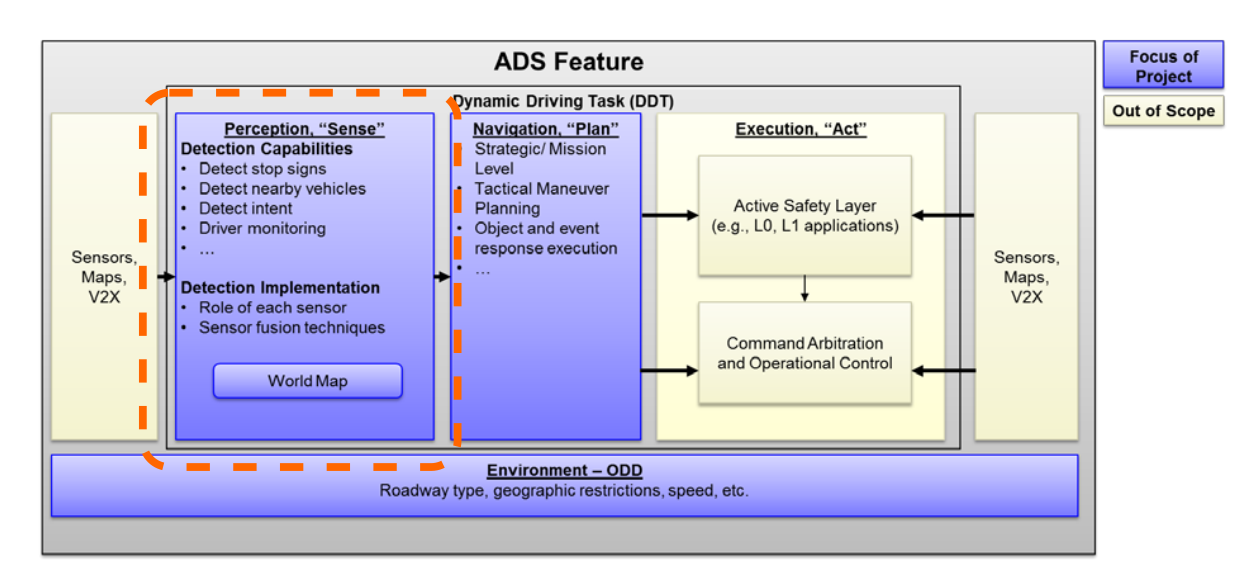 ADS Feature
Focus of
Project
Out of Scope
Dynamic Driving Task (DDT)
Sensors,
Maps,
V2X
Perception, “Sense”
Detection Capabilities
• Detect stop signs
• Detect nearby vehicles
• Detect intent
• Driver monitoring
• …
Detection Implementation
• Role of each sensor
• Sensor fusion techniques
World Map
Navigation, “Plan”
• Strategic/ Mission
Level
• Tactical Maneuver
Planning
• Object and event
response execution
• …
Execution, “Act”
Active Safety Layer
(e.g., L0, L1 applications)
Command Arbitration
and Operational Control
Sensors,
Maps,
V2X
Environment – ODD
Roadway type, geographic restrictions, speed, etc.